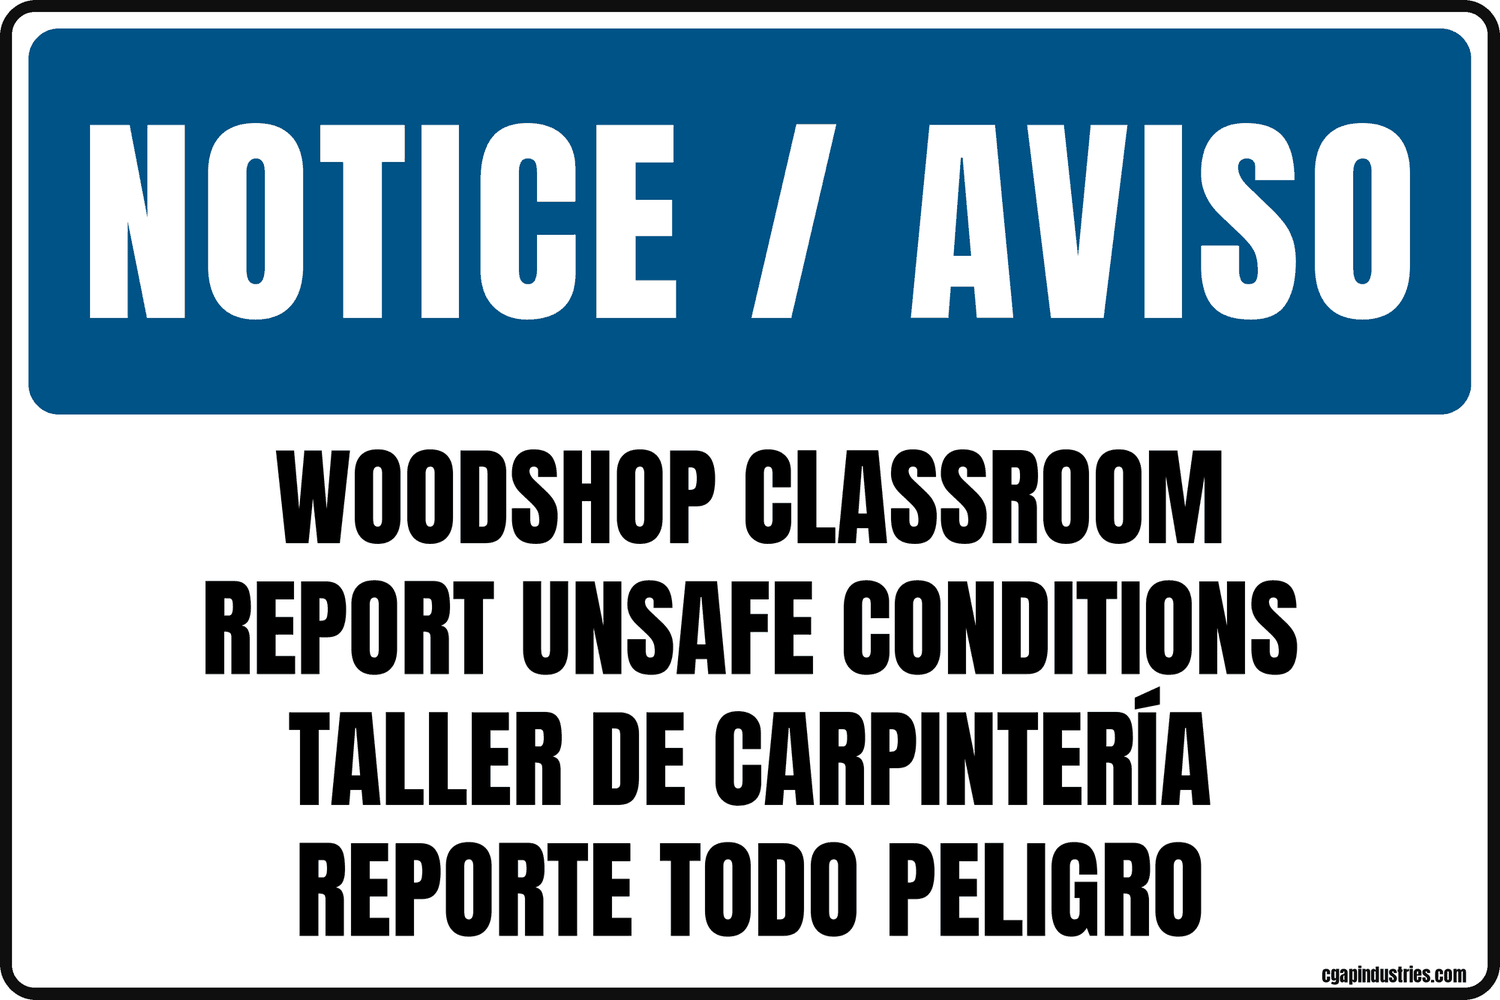 NOTICE / AVISO
WOODSHOP CLASSROOM
REPORT UNSAFE CONDITIONS
TALLER DE CARPINTERÍA
REPORTE TODO PELIGRO
cgapindustries.com